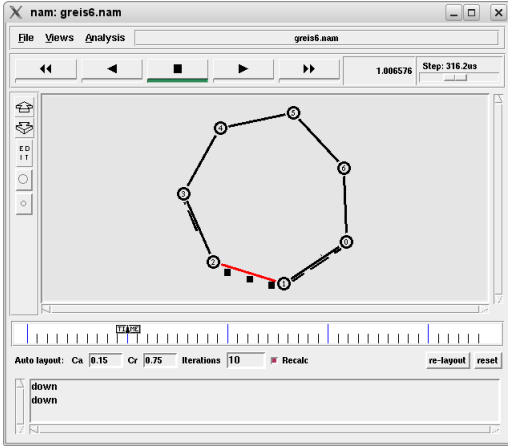 nam: greis6.nam
File Views Analysis greis6.nam
1.006576 Step: 316.2us
E D
I T
5
4
6
3
0
2
1
TIME
Auto layout: Ca 0.15 Cr 0.75 Iterations 10 Recalc re-layout reset
down
down